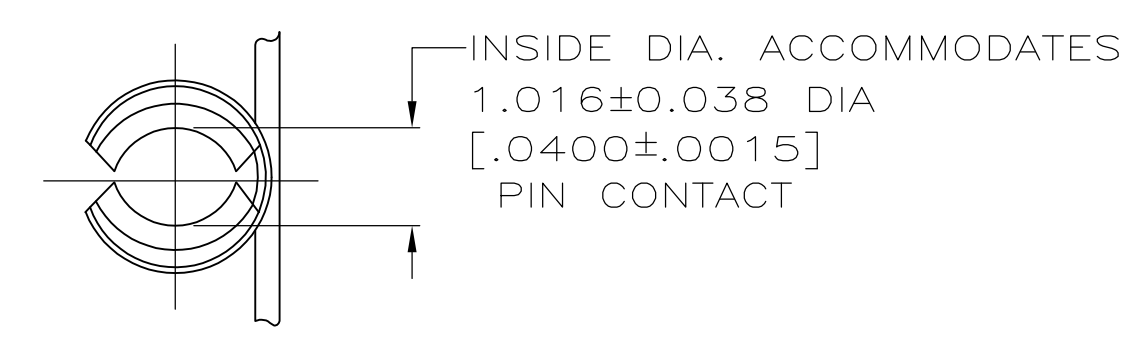 INSIDE DIA. ACCOMMODATES
1.016±0.038 DIA
[.0400±.0015]
PIN CONTACT